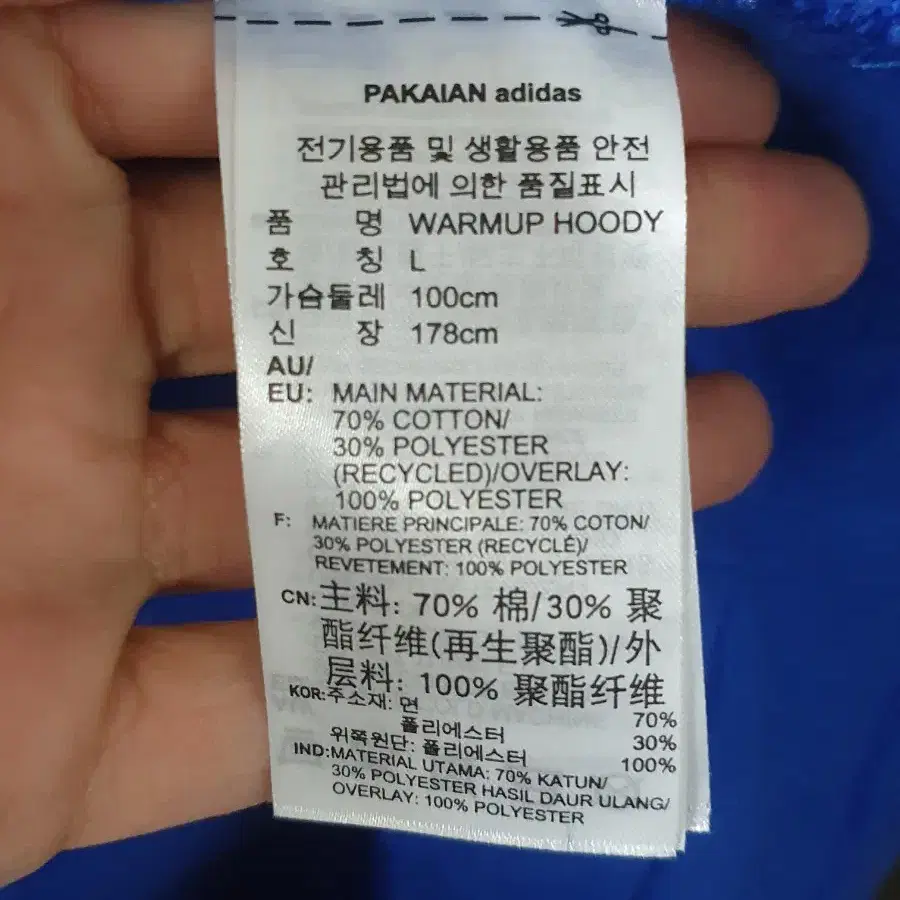 PAKAIAN adidas
전기용품 및 생활용품 안전
관리법에 의한 품질표시
품 명 WARMUP HOODY
호 칭 L
가슴둘레 100cm
신 장 178cm
AU/
EU: MAIN MATERIAL:
70% COTTON/
30% POLYESTER
(RECYCLED)/OVERLAY:
100% POLYESTER
F: MATIERE PRINCIPALE: 70% COTON/
30% POLYESTER (RECYCLÉ)/
REVETEMENT: 100% POLYESTER
CN:主料: 70% 棉/30% 聚
酯纤维(再生聚酯)/外
层料: 100% 聚酯纤维
KOR:주소재: 면 70%
폴리에스터 30%
위쪽원단: 폴리에스터 100%
IND:MATERIAL UTAMA: 70% KATUN/
30% POLYESTER HASIL DAUR ULANG/
OVERLAY: 100% POLYESTER